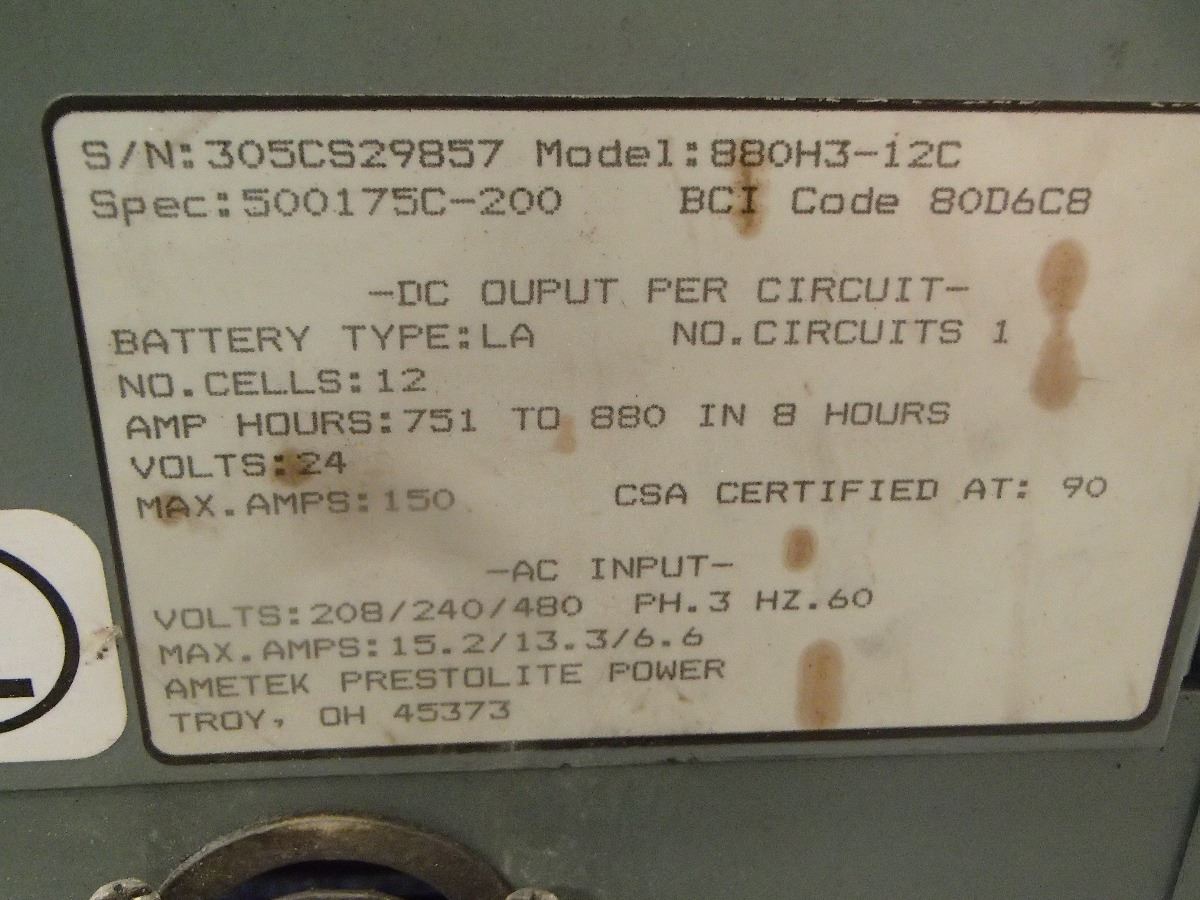 S/N:305CS29857 Model:880H3-12C
Spec:500175C-200 BCI Code 80D6C8
-DC OUPUT PER CIRCUIT-
BATTERY TYPE:LA NO.CIRCUITS 1
NO.CELLS:12
AMP HOURS:751 TO 880 IN 8 HOURS
VOLTS:24
MAX.AMPS:150 CSA CERTIFIED AT: 90
-AC INPUT-
VOLTS:208/240/480 PH.3 HZ.60
MAX.AMPS:15.2/13.3/6.6
AMETEK PRESTOLITE POWER
TROY, OH 45373